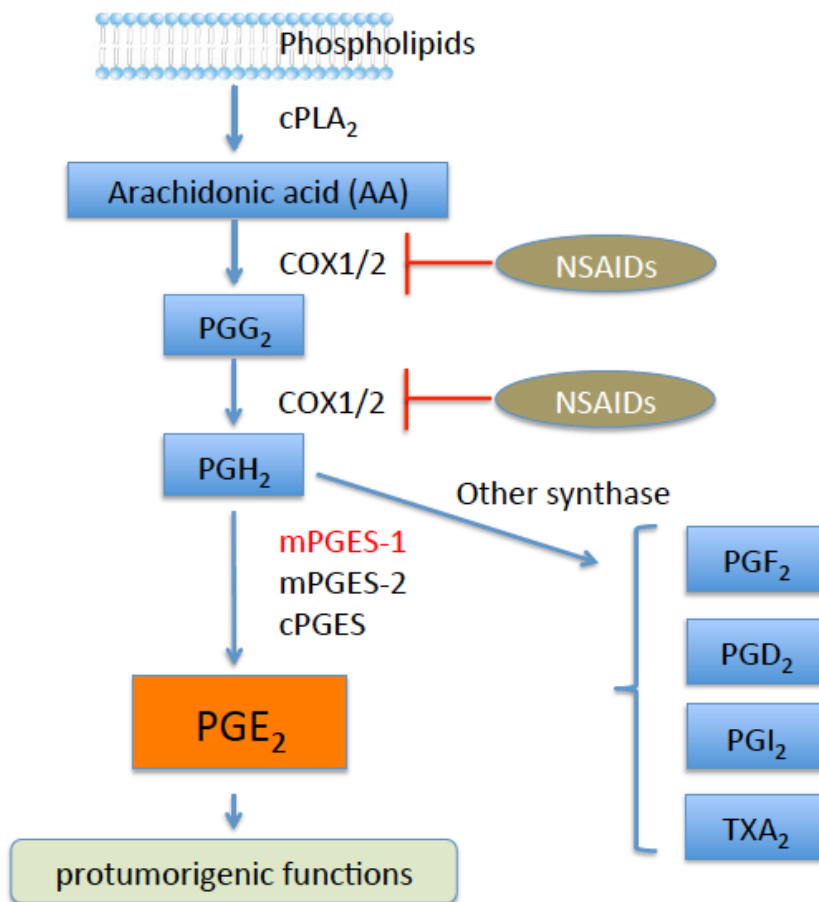 Phospholipids
cPLA₂
Arachidonic acid (AA)
COX1/2
NSAIDs
PGG₂
COX1/2
NSAIDs
PGH₂
Other synthase
mPGES-1
mPGES-2
cPGES
PGF₂
PGD₂
PGE₂
PGI₂
TXA₂
protumorigenic functions